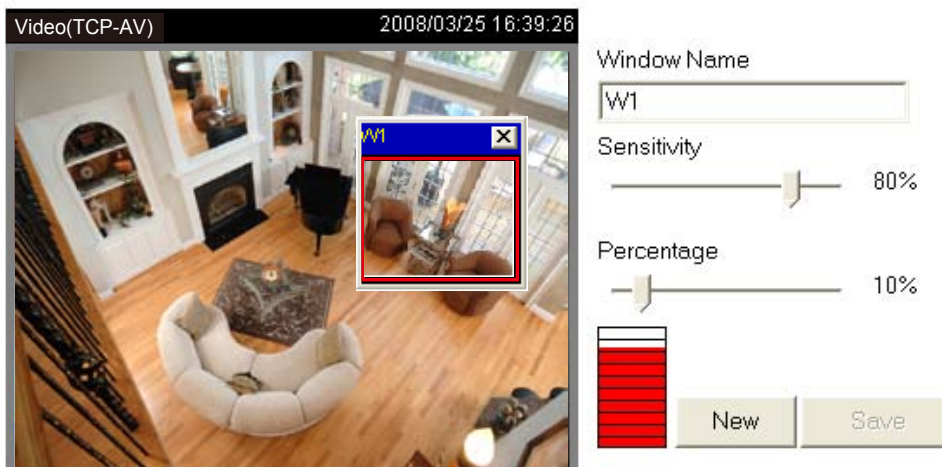 Video(TCP-AV) 2008/03/25 16:39:26
Window Name
W1
W1
Sensitivity
80%
Percentage
10%
New Save